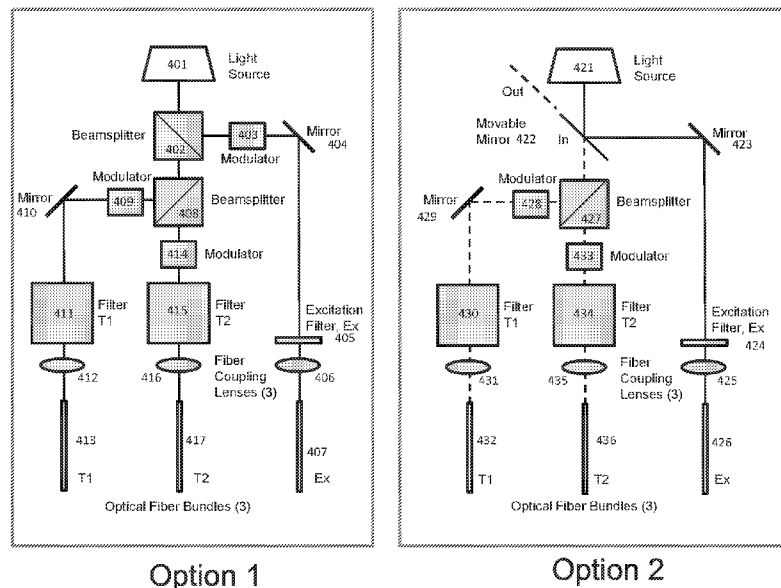 401
Light
Source
Beamsplitter
402
403
Modulator
Mirror
404
Modulator
Mirror
410
409
408
Beamsplitter
414
Modulator
411
Filter
T1
415
Filter
T2
Excitation
Filter, Ex
405
412
416
Fiber
Coupling
Lenses (3)
406
413
417
407
T1
T2
Ex
Optical Fiber Bundles (3)
Option 1
421
Light
Source
Out
Movable
Mirror 422
In
Mirror
423
Modulator
Mirror
429
428
427
Beamsplitter
433
Modulator
430
Filter
T1
434
Filter
T2
Excitation
Filter, Ex
424
431
435
Fiber
Coupling
Lenses (3)
425
432
436
426
T1
T2
Ex
Optical Fiber Bundles (3)
Option 2